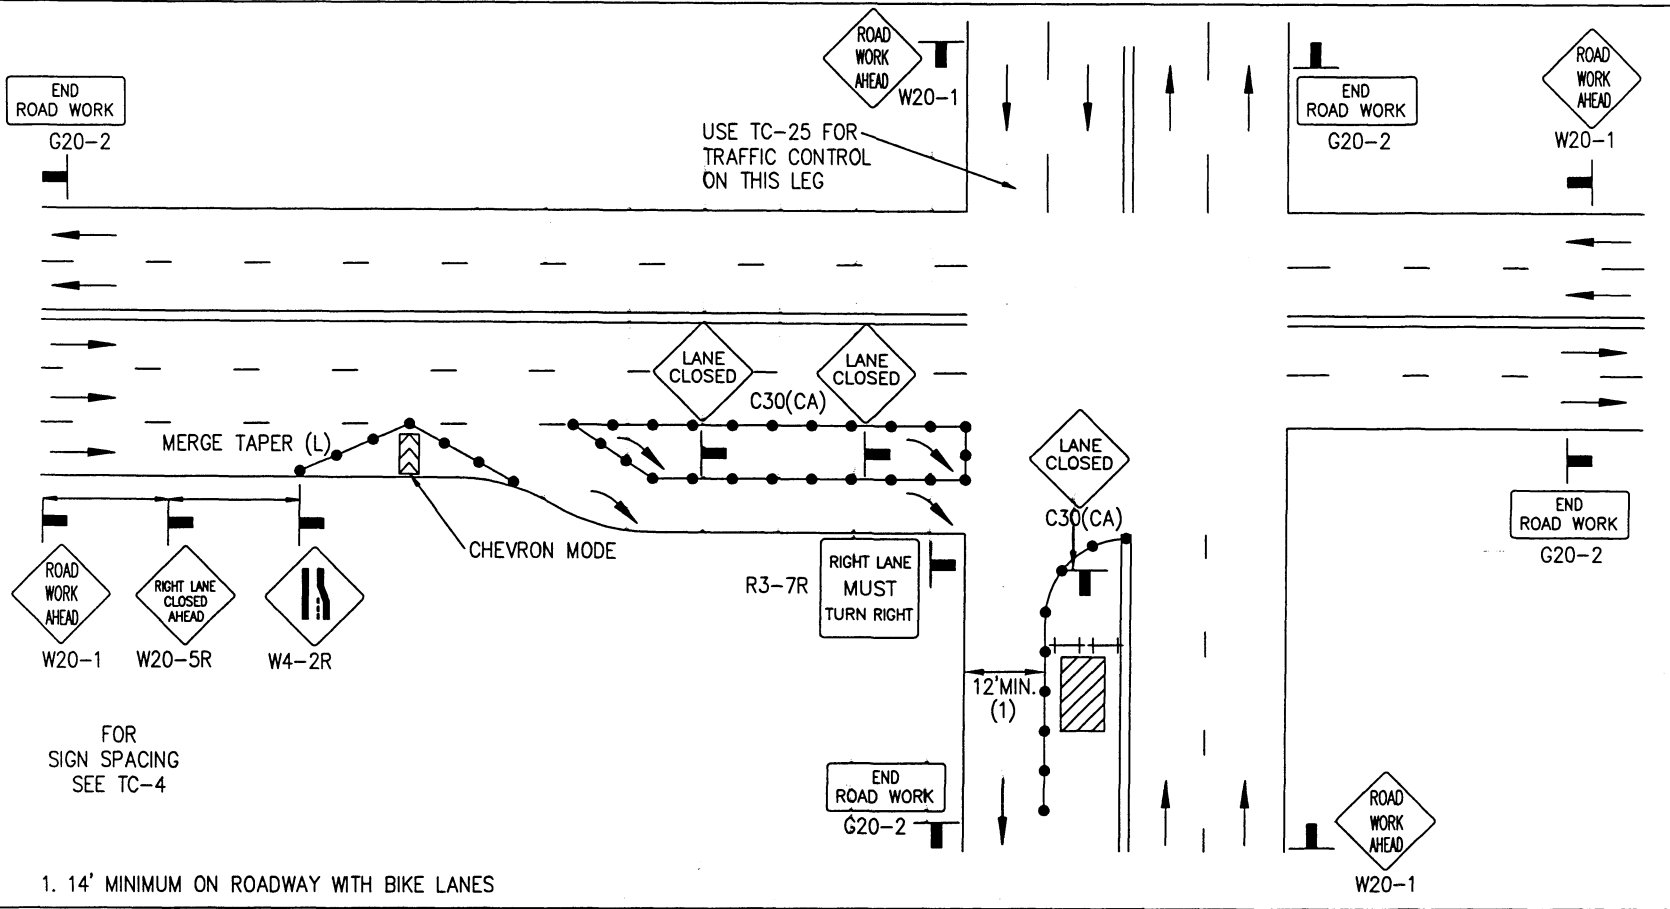 ROAD
WORK
AHEAD
W20-1
END
ROAD WORK
G20-2
END
ROAD WORK
G20-2
ROAD
WORK
AHEAD
W20-1
USE TC-25 FOR
TRAFFIC CONTROL
ON THIS LEG
LANE
CLOSED
LANE
CLOSED
C30(CA)
MERGE TAPER (L)
LANE
CLOSED
C30(CA)
CHEVRON MODE
ROAD
WORK
AHEAD
W20-1
RIGHT LANE
CLOSED
AHEAD
W20-5R
W4-2R
R3-7R
RIGHT LANE
MUST
TURN RIGHT
END
ROAD WORK
G20-2
12'MIN.
(1)
FOR
SIGN SPACING
SEE TC-4
END
ROAD WORK
G20-2
ROAD
WORK
AHEAD
W20-1
1. 14' MINIMUM ON ROADWAY WITH BIKE LANES